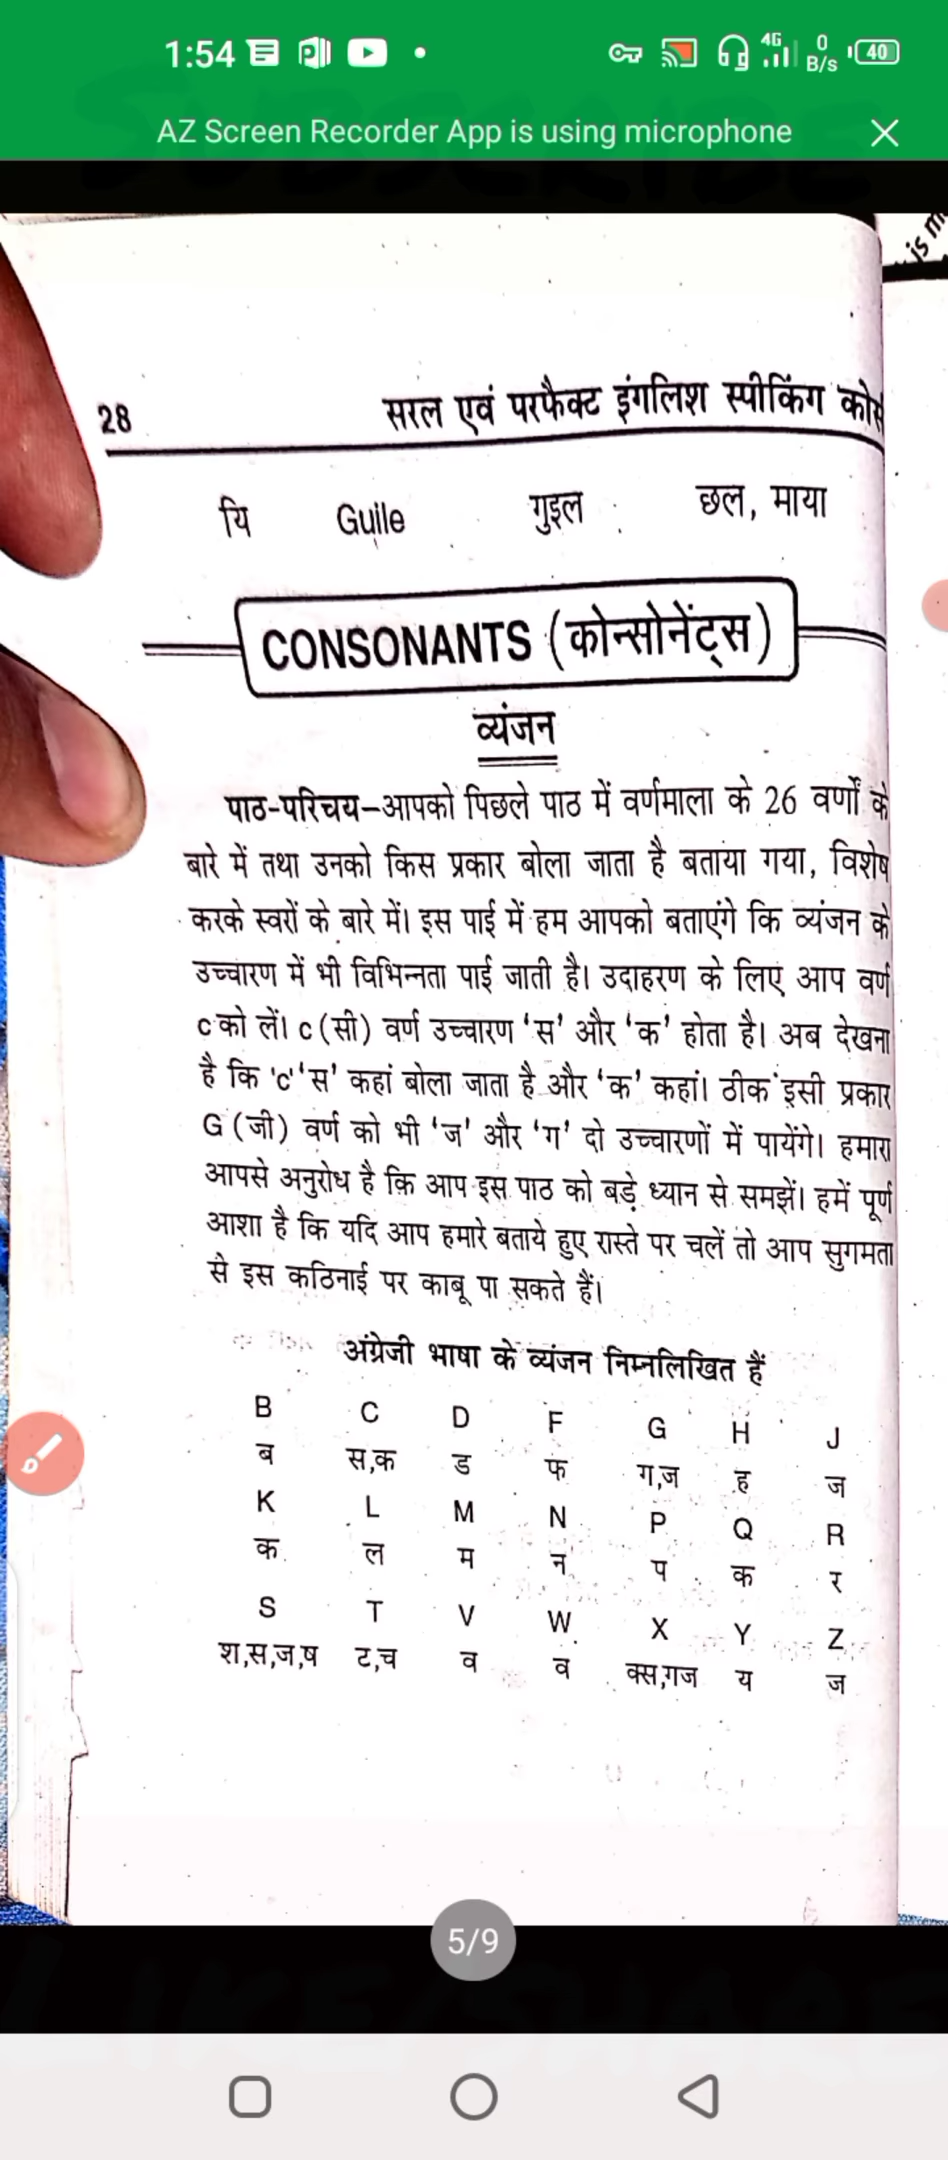 1:54
4G 0 B/s 40
AZ Screen Recorder App is using microphone
is
28 सरल एवं परफैक्ट इंगलिश स्पीकिंग
यि Guile गुइल छल, माया
CONSONANTS (कोन्सोनेंट्स)
व्यंजन
पाठ-परिचय–आपको पिछले पाठ में वर्णमाला के 26 वर्णों के
बारे में तथा उनको किस प्रकार बोला जाता है बताया गया, विशेष
करके स्वरों के बारे में। इस पाई में हम आपको बताएंगे कि व्यंजन के
उच्चारण में भी विभिन्नता पाई जाती है। उदाहरण के लिए आप वर्ण
c को लें। c (सी) वर्ण उच्चारण ‘स’ और ‘क’ होता है। अब देखना
है कि 'c' ‘स’ कहां बोला जाता है और ‘क’ कहां। ठीक इसी प्रकार
G (जी) वर्ण को भी ‘ज’ और ‘ग’ दो उच्चारणों में पायेंगे। हमारा
आपसे अनुरोध है कि आप इस पाठ को बड़े ध्यान से समझें। हमें पूर्ण
आशा है कि यदि आप हमारे बताये हुए रास्ते पर चलें तो आप सुगमता
से इस कठिनाई पर काबू पा सकते हैं।
अंग्रेजी भाषा के व्यंजन निम्नलिखित हैं
B C D F G H J
ब स,क ड फ ग,ज ह ज
K L M N P Q R
क ल म न प क र
S T V W X Y Z
श,स,ज,ष ट,च व व क्स,गज य ज
5/9